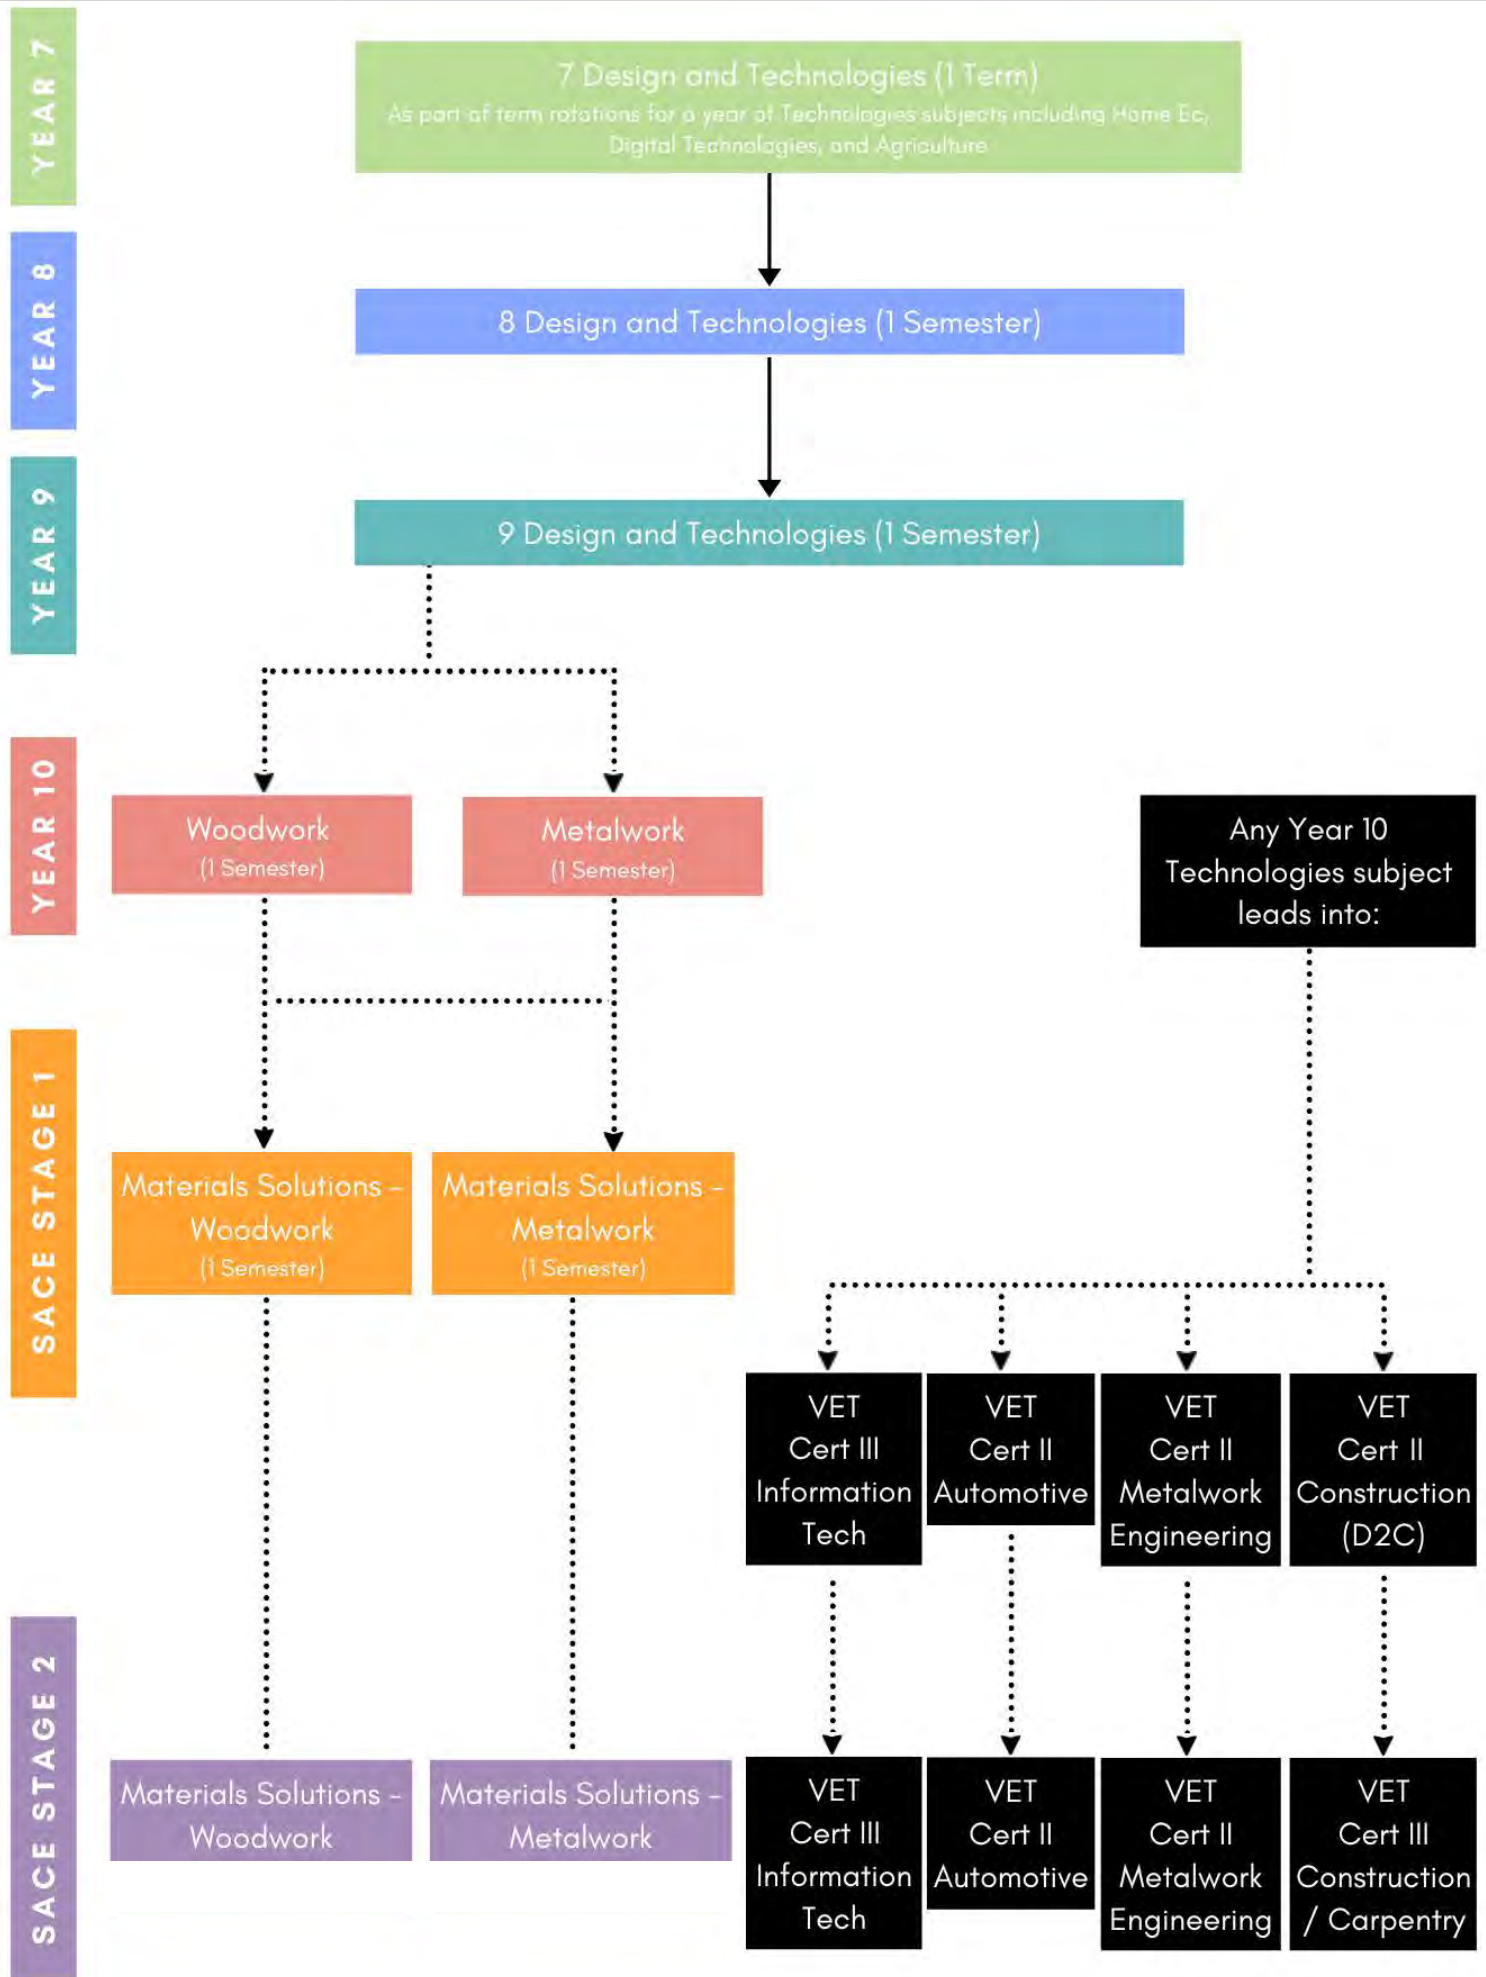 YEAR 7
7 Design and Technologies (1 Term)
As part of term rotations for a year of Technologies subjects including Home Ec,
Digital Technologies, and Agriculture
YEAR 8
8 Design and Technologies (1 Semester)
YEAR 9
9 Design and Technologies (1 Semester)
YEAR 10
Woodwork
(1 Semester)
Metalwork
(1 Semester)
Any Year 10
Technologies subject
leads into:
SACE STAGE 1
Materials Solutions –
Woodwork
(1 Semester)
Materials Solutions –
Metalwork
(1 Semester)
VET
Cert III
Information
Tech
VET
Cert II
Automotive
VET
Cert II
Metalwork
Engineering
VET
Cert II
Construction
(D2C)
SACE STAGE 2
Materials Solutions –
Woodwork
Materials Solutions –
Metalwork
VET
Cert III
Information
Tech
VET
Cert II
Automotive
VET
Cert II
Metalwork
Engineering
VET
Cert III
Construction
/ Carpentry